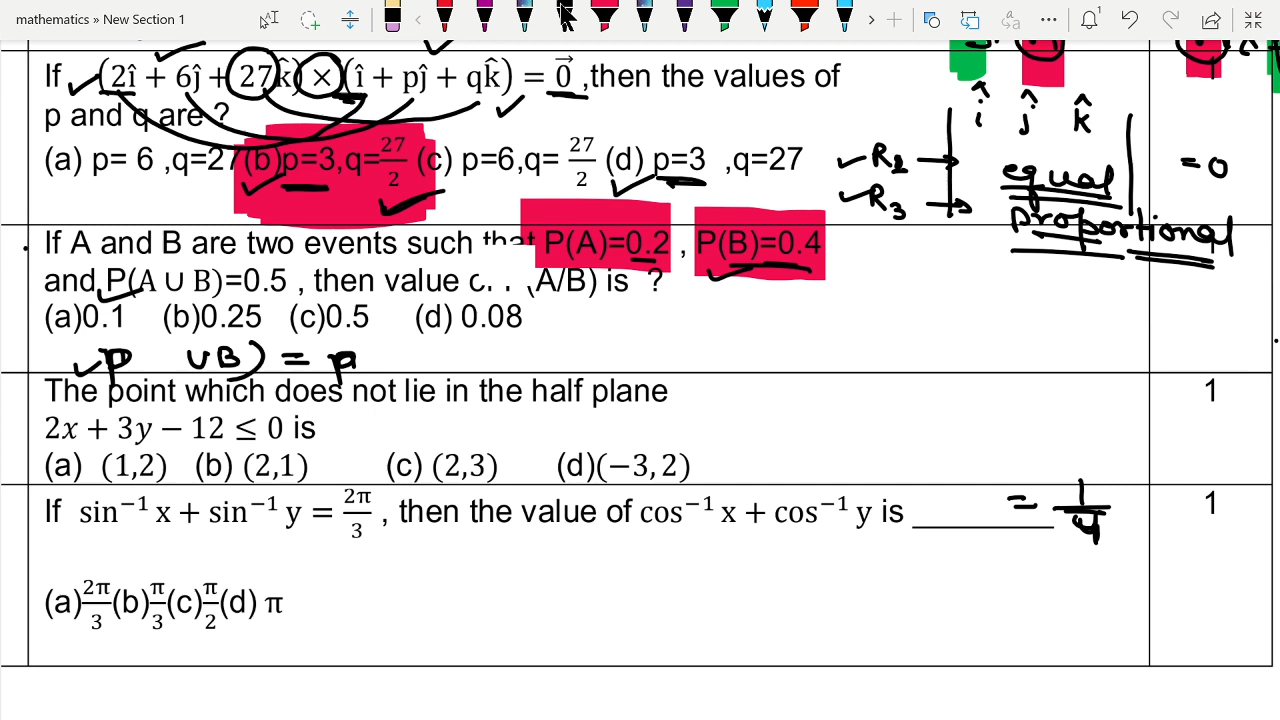 mathematics » New Section 1
If (2î + 6ĵ + 27k̂) × (î + pĵ + qk̂) = 0⃗ ,then the values of
p and q are ?
(a) p= 6 ,q=27 (b) p=3,q=27/2 (c) p=6,q= 27/2 (d) p=3 ,q=27
î ĵ k̂
R₂ →
R₃ →
equal
proportional
= 0
1
If A and B are two events such that P(A)=0.2 , P(B)=0.4
and P(A ∪ B)=0.5 , then value (A/B) is ?
(a)0.1 (b)0.25 (c)0.5 (d) 0.08
P ∪B) = P
The point which does not lie in the half plane 1
2x + 3y − 12 ≤ 0 is
(a) (1,2) (b) (2,1) (c) (2,3) (d)(−3, 2)
If sin⁻¹ x + sin⁻¹ y = 2π/3 , then the value of cos⁻¹ x + cos⁻¹ y is ________ = 1/4 1
(a)2π/3(b)π/3(c)π/2(d) π